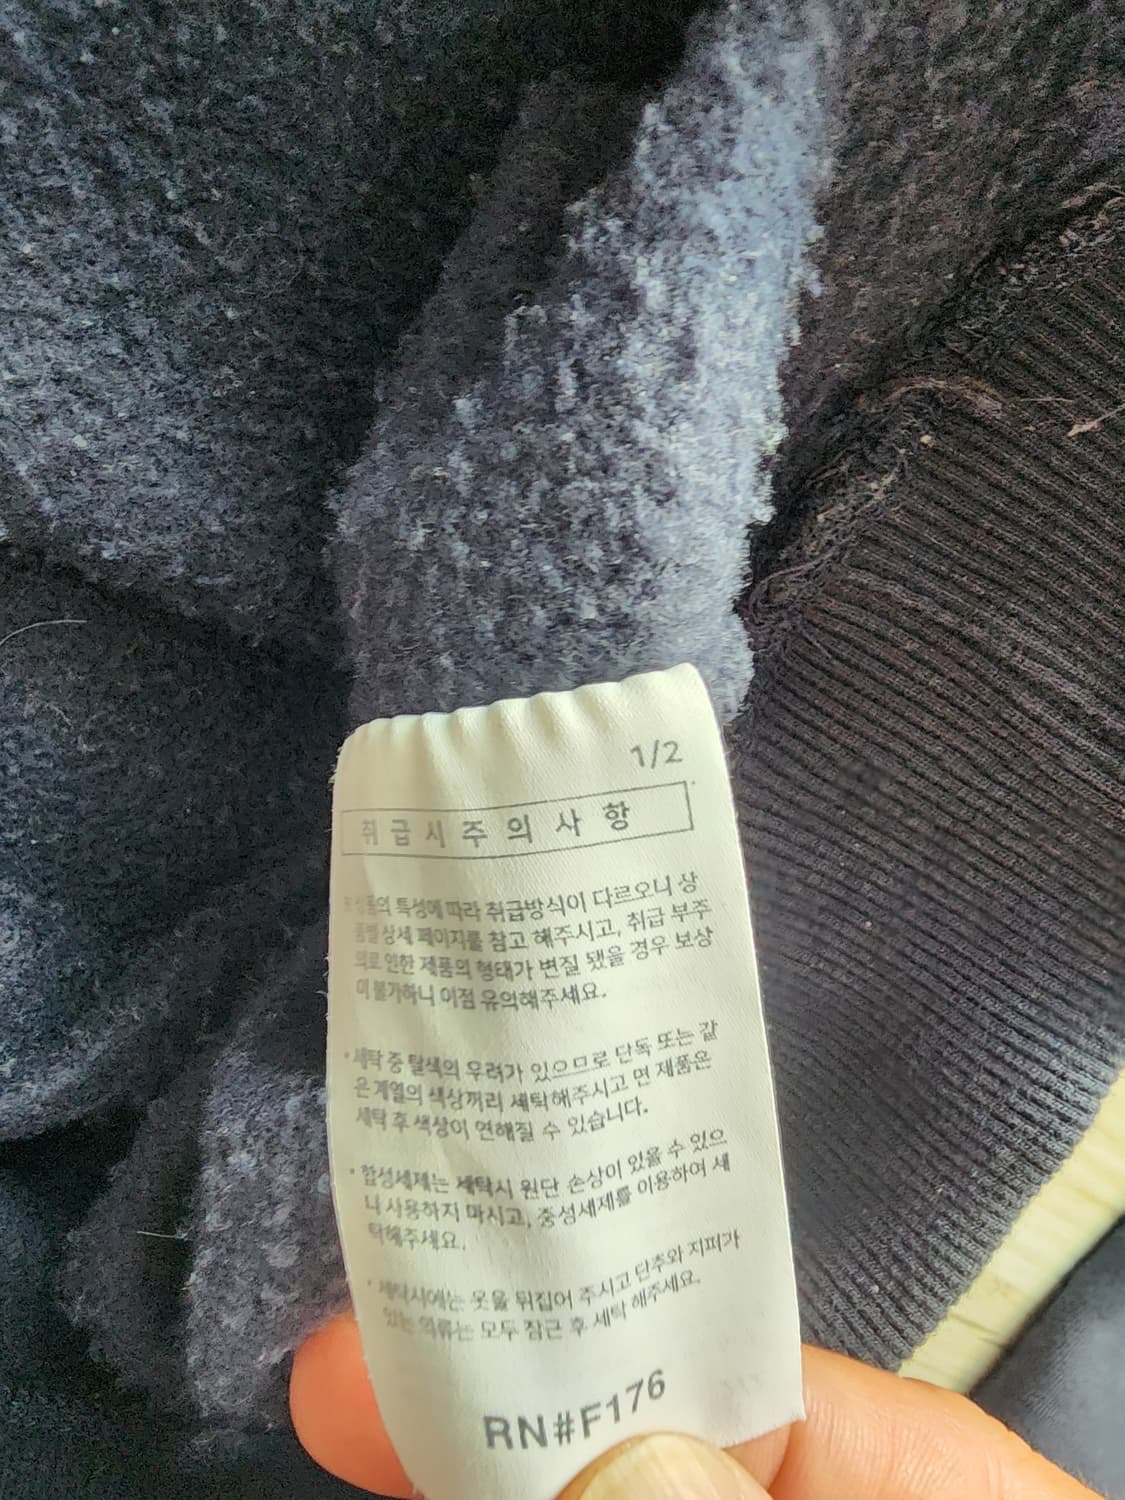 1/2
취급시주의사항
제품의 특성에 따라 취급방식이 다르오니 상
품별 상세 페이지를 참고 해주시고, 취급 부주
의로 인한 제품의 형태가 변질 됐을 경우 보상
이 불가하니 이점 유의해주세요.
• 세탁 중 탈색의 우려가 있으므로 단독 또는 같
은 계열의 색상꺼리 세탁해주시고 면 제품은
세탁 후 색상이 연해질 수 있습니다.
• 합성세제는 세탁시 원단 손상이 있을 수 있으
니 사용하지 마시고, 중성세제를 이용하여 세
탁해주세요.
• 세탁시에는 옷을 뒤집어 주시고 단추와 지퍼가
있는 의류는 모두 잠근 후 세탁 해주세요.
RN#F176